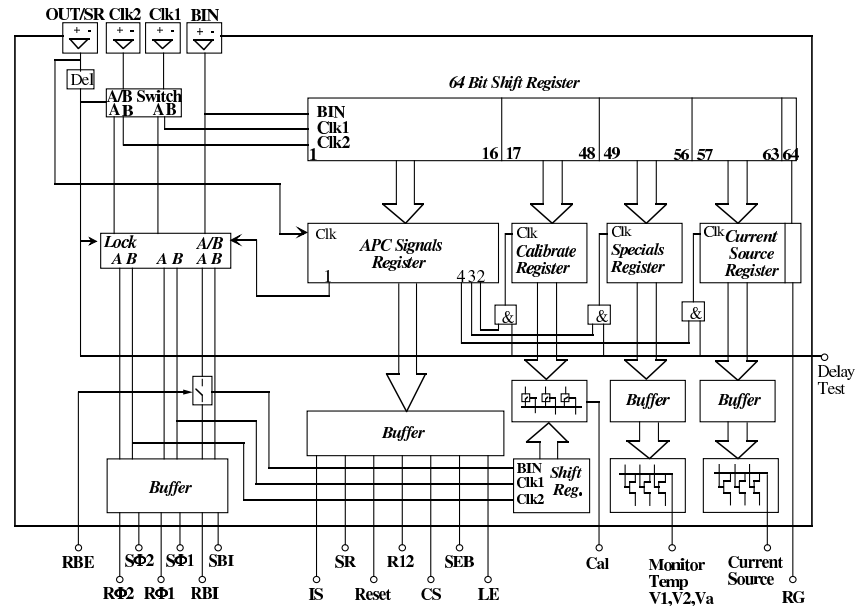 OUT/SR Clk2 Clk1 BIN
+ - + - + - + -
Del
A/B Switch
A B A B
64 Bit Shift Register
BIN
Clk1
Clk2
1 16 17 48 49 56 57 63 64
Lock A/B
A B A B A B
Clk
APC Signals
Register
1 4 3 2
Clk
Calibrate
Register
Clk
Specials
Register
Clk Current
Source
Register
& & &
Delay
Test
Buffer
Buffer
Buffer
Buffer
BIN
Clk1
Clk2
Shift
Reg.
RBE SΦ2 SΦ1 SBI
RΦ2 RΦ1 RBI
SR R12 SEB
IS Reset CS LE
Cal
Monitor
Temp
V1,V2,Va
Current
Source
RG